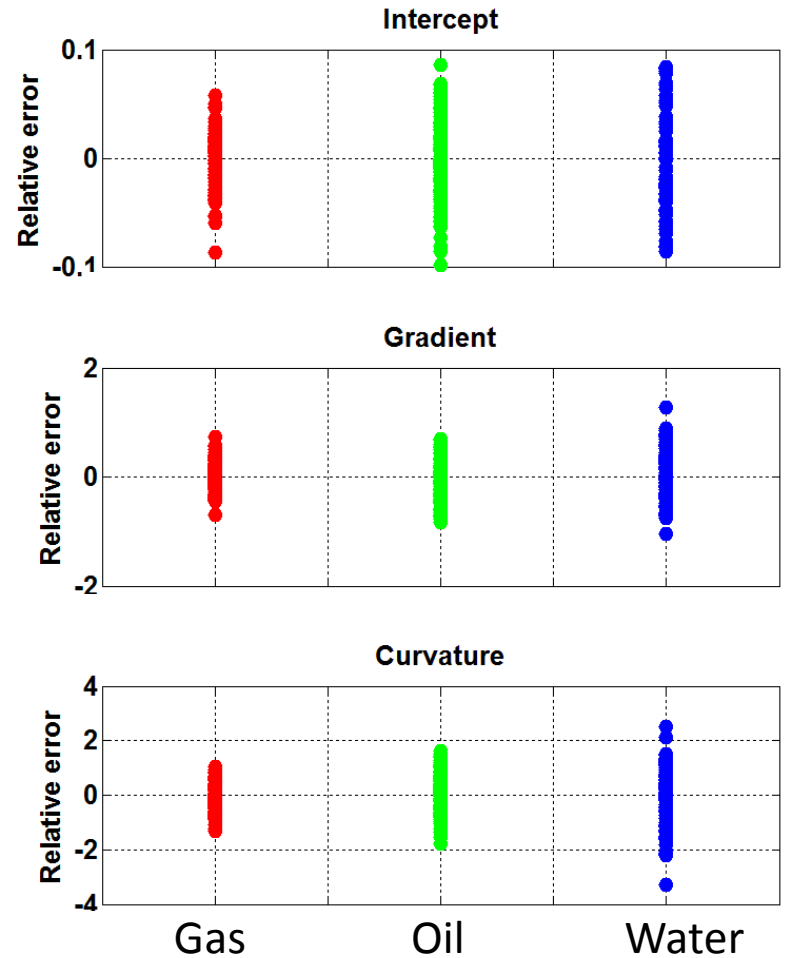 Intercept
0.1
0
-0.1
Relative error
Gradient
2
0
-2
Relative error
Curvature
4
2
0
-2
-4
Relative error
Gas Oil Water